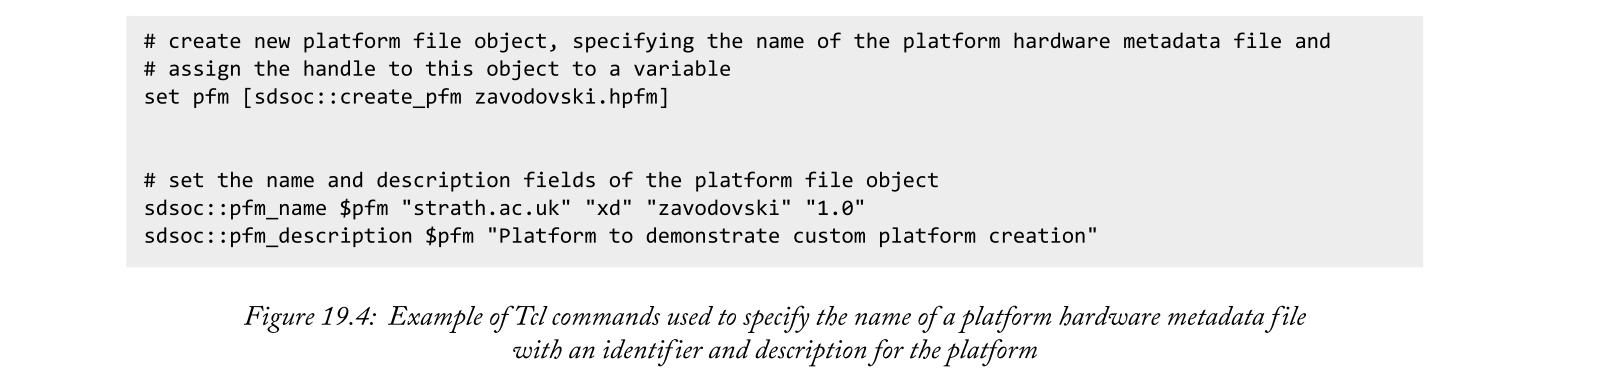 # create new platform file object, specifying the name of the platform hardware metadata file and
# assign the handle to this object to a variable
set pfm [sdsoc::create_pfm zavodovski.hpfm]
# set the name and description fields of the platform file object
sdsoc::pfm_name $pfm "strath.ac.uk" "xd" "zavodovski" "1.0"
sdsoc::pfm_description $pfm "Platform to demonstrate custom platform creation"
Figure 19.4: Example of Tcl commands used to specify the name of a platform hardware metadata file
with an identifier and description for the platform